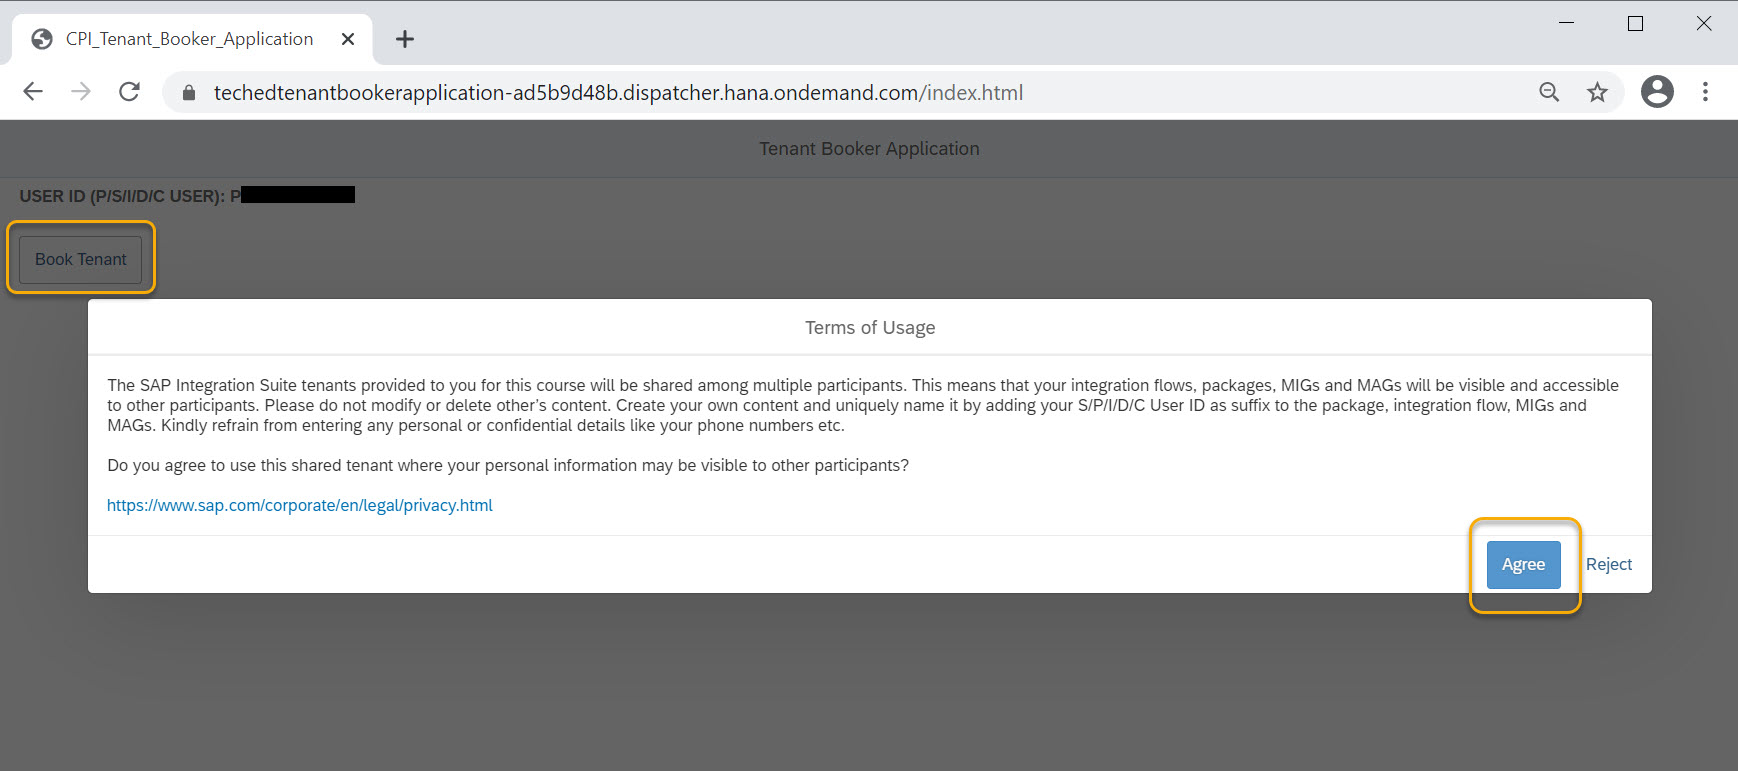 CPI_Tenant_Booker_Application
techedtenantbookerapplication-ad5b9d48b.dispatcher.hana.ondemand.com/index.html
Tenant Booker Application
USER ID (P/S/I/D/C USER): P
Book Tenant
Terms of Usage
The SAP Integration Suite tenants provided to you for this course will be shared among multiple participants. This means that your integration flows, packages, MIGs and MAGs will be visible and accessible
to other participants. Please do not modify or delete other's content. Create your own content and uniquely name it by adding your S/P/I/D/C User ID as suffix to the package, integration flow, MIGs and
MAGs. Kindly refrain from entering any personal or confidential details like your phone numbers etc.
Do you agree to use this shared tenant where your personal information may be visible to other participants?
https://www.sap.com/corporate/en/legal/privacy.html
Agree Reject